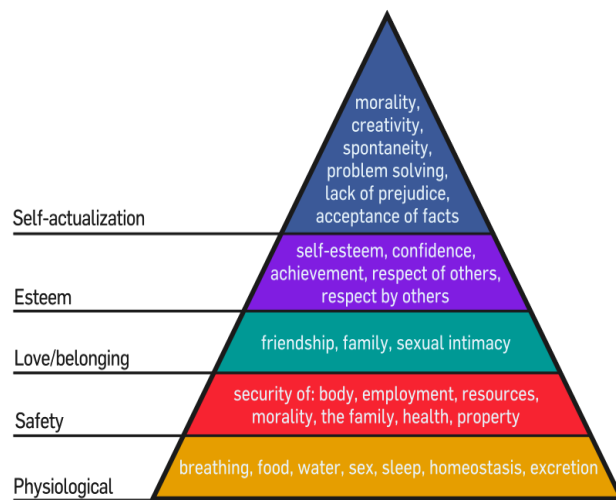 morality,
creativity,
spontaneity,
problem solving,
lack of prejudice,
acceptance of facts
Self-actualization
self-esteem, confidence,
achievement, respect of others,
respect by others
Esteem
friendship, family, sexual intimacy
Love/belonging
security of: body, employment, resources,
morality, the family, health, property
Safety
breathing, food, water, sex, sleep, homeostasis, excretion
Physiological